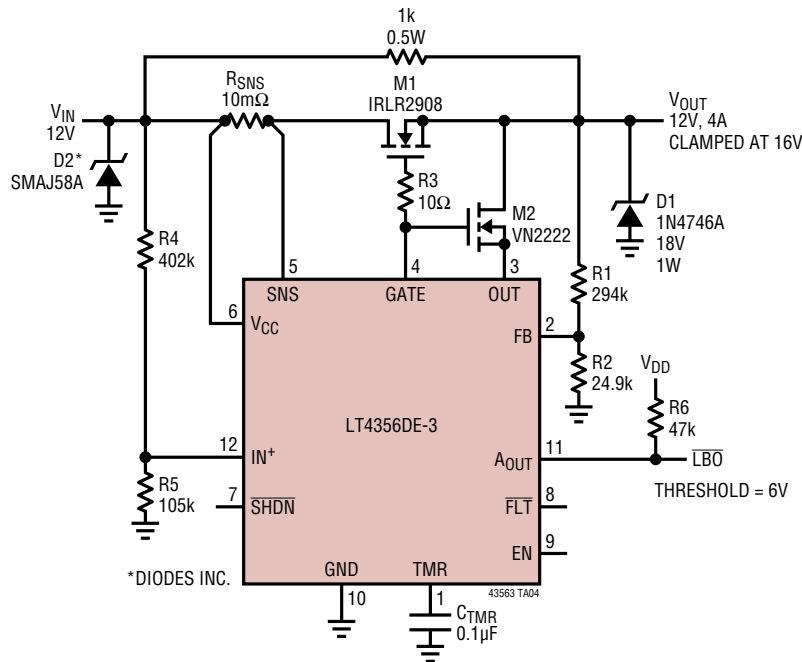 1k
0.5W
RSNS
10mΩ
M1
IRLR2908
VIN
12V
VOUT
12V, 4A
CLAMPED AT 16V
D2*
SMAJ58A
R3
10Ω
M2
VN2222
D1
1N4746A
18V
1W
R4
402k
5
4
3
SNS
GATE
OUT
R1
294k
6
VCC
2
FB
R2
24.9k
VDD
LT4356DE-3
R6
47k
12
IN+
11
AOUT
LBO
THRESHOLD = 6V
R5
105k
7
SHDN
8
FLT
9
EN
*DIODES INC.
GND
TMR
43563 TA04
10
1
CTMR
0.1µF